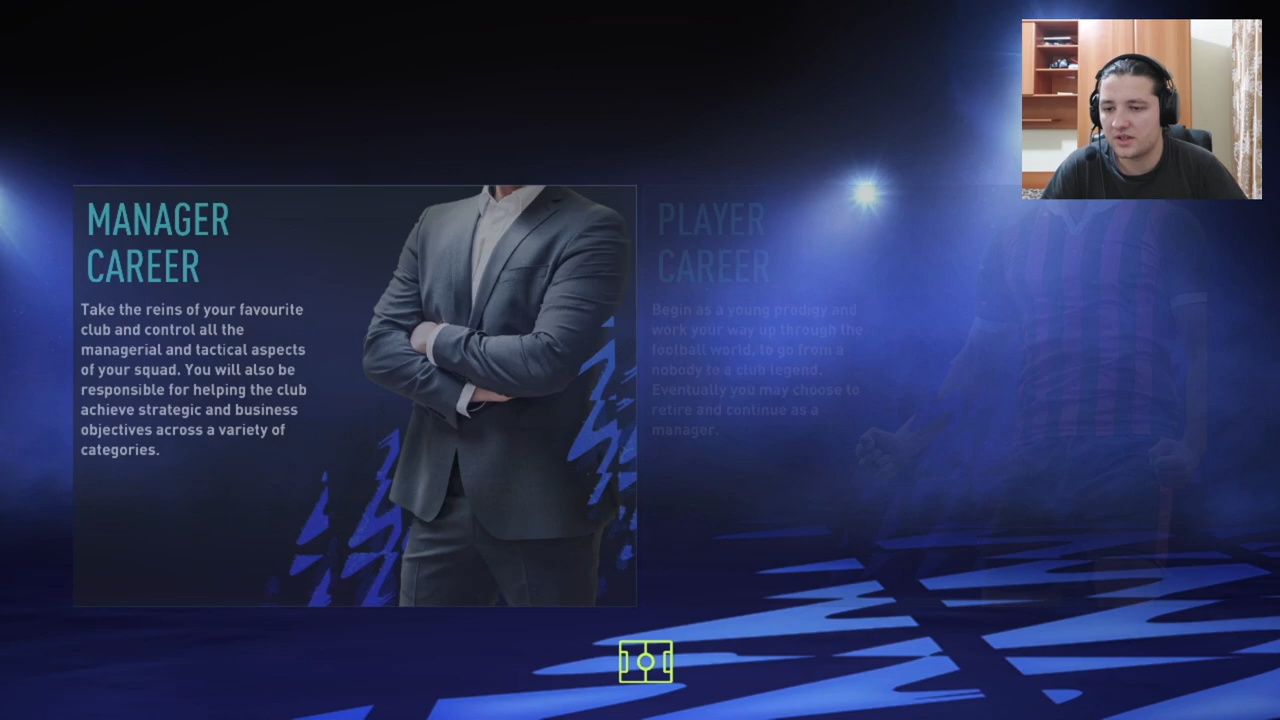 MANAGER
CAREER
Take the reins of your favourite
club and control all the
managerial and tactical aspects
of your squad. You will also be
responsible for helping the club
achieve strategic and business
objectives across a variety of
categories.
PLAYER
CAREER
Begin as a young prodigy and
work your way up through the
football world, to go from a
nobody to a club legend.
Eventually you may choose to
retire and continue as a
manager.